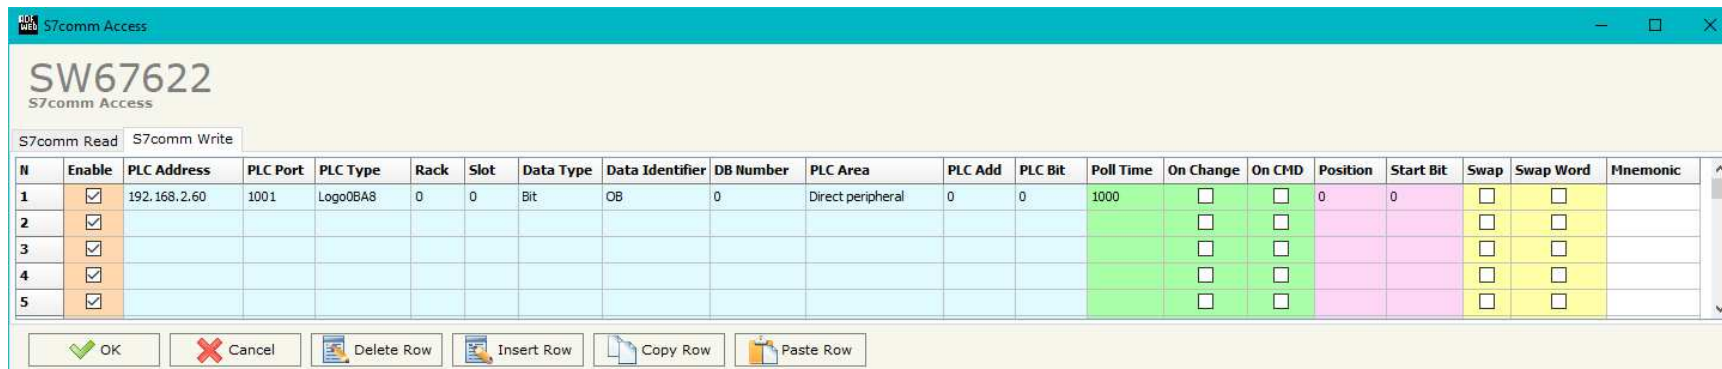 ADF WEB S7comm Access
SW67622
S7comm Access
S7comm Read S7comm Write
N Enable PLC Address PLC Port PLC Type Rack Slot Data Type Data Identifier DB Number PLC Area PLC Add PLC Bit Poll Time On Change On CMD Position Start Bit Swap Swap Word Mnemonic
1 192.168.2.60 1001 Logo0BA8 0 0 Bit OB 0 Direct peripheral 0 0 1000 0 0
2
3
4
5
OK Cancel Delete Row Insert Row Copy Row Paste Row